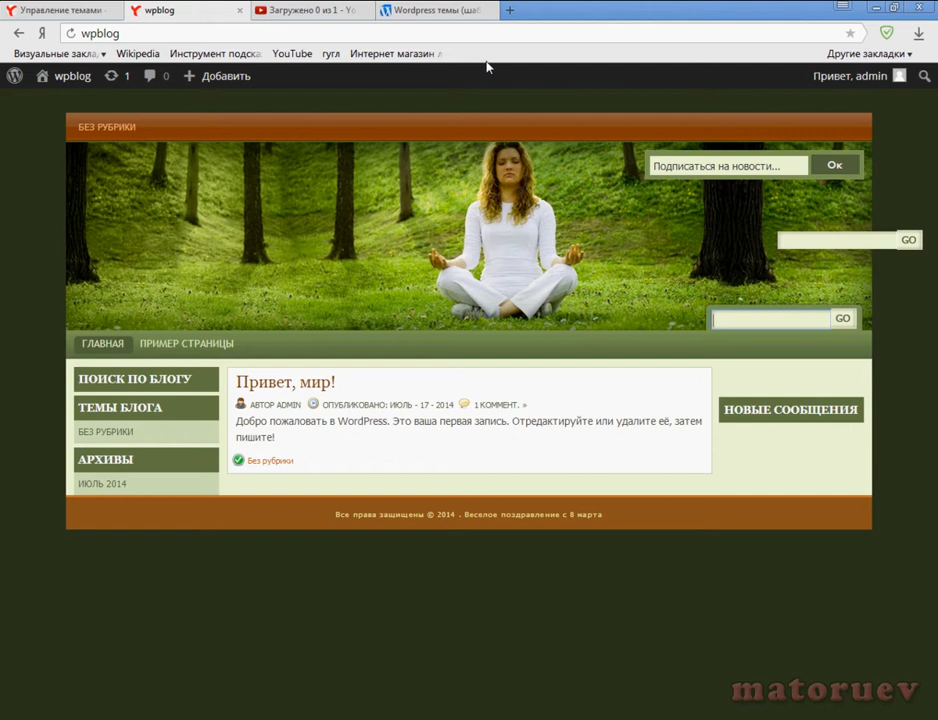 Управление темами
wpblog
Загружено 0 из 1 - Yo
Wordpress темы (шаб
wpblog
Визуальные закла.
Wikipedia
Инструмент подска
YouTube
гугл
Интернет магазин л
Другие закладки
wpblog
1
0
Добавить
Привет, admin
БЕЗ РУБРИКИ
Подписаться на новости...
Ок
GO
GO
ГЛАВНАЯ
ПРИМЕР СТРАНИЦЫ
ПОИСК ПО БЛОГУ
ТЕМЫ БЛОГА
БЕЗ РУБРИКИ
АРХИВЫ
ИЮЛЬ 2014
Привет, мир!
АВТОР ADMIN ОПУБЛИКОВАНО: ИЮЛЬ - 17 - 2014 1 КОММЕНТ. »
Добро пожаловать в WordPress. Это ваша первая запись. Отредактируйте или удалите её, затем
пишите!
Без рубрики
НОВЫЕ СООБЩЕНИЯ
Все права защищены © 2014 . Веселое поздравление с 8 марта
matoruev